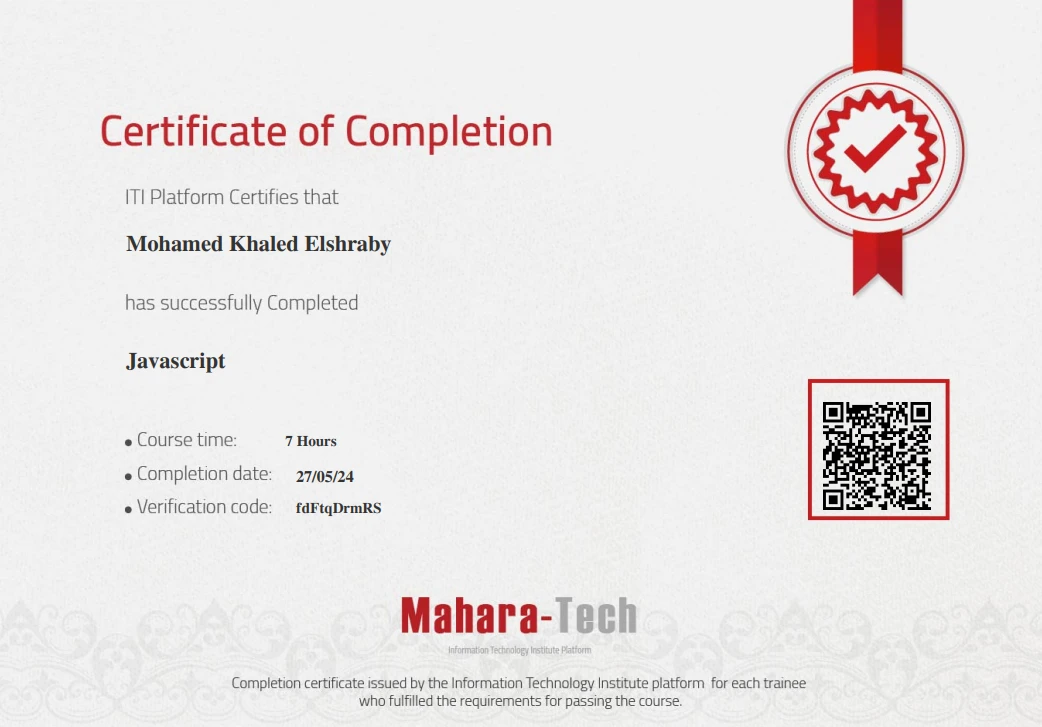 Certificate of Completion
ITI Platform Certifies that
Mohamed Khaled Elshraby
has successfully Completed
Javascript
• Course time: 7 Hours
• Completion date: 27/05/24
• Verification code: fdFtqDrmRS
Mahara-Tech
Information Technology Institute Platform
Completion certificate issued by the Information Technology Institute platform for each trainee
who fulfilled the requirements for passing the course.